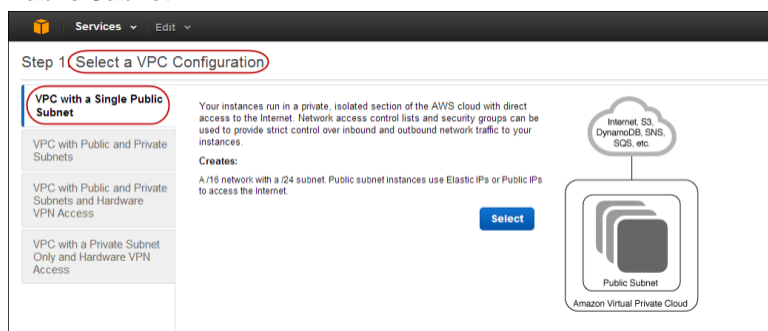 Services Edit
Step 1: Select a VPC Configuration
VPC with a Single Public
Subnet
VPC with Public and Private
Subnets
VPC with Public and Private
Subnets and Hardware
VPN Access
VPC with a Private Subnet
Only and Hardware VPN
Access
Your instances run in a private, isolated section of the AWS cloud with direct
access to the Internet. Network access control lists and security groups can be
used to provide strict control over inbound and outbound network traffic to your
instances.
Creates:
A /16 network with a /24 subnet. Public subnet instances use Elastic IPs or Public IPs
to access the Internet.
Select
Internet, S3,
DynamoDB, SNS,
SQS, etc.
Public Subnet
Amazon Virtual Private Cloud